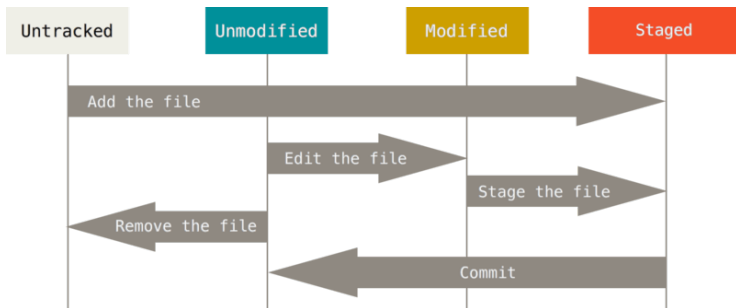 Untracked
Unmodified
Modified
Staged
Add the file
Edit the file
Stage the file
Remove the file
Commit